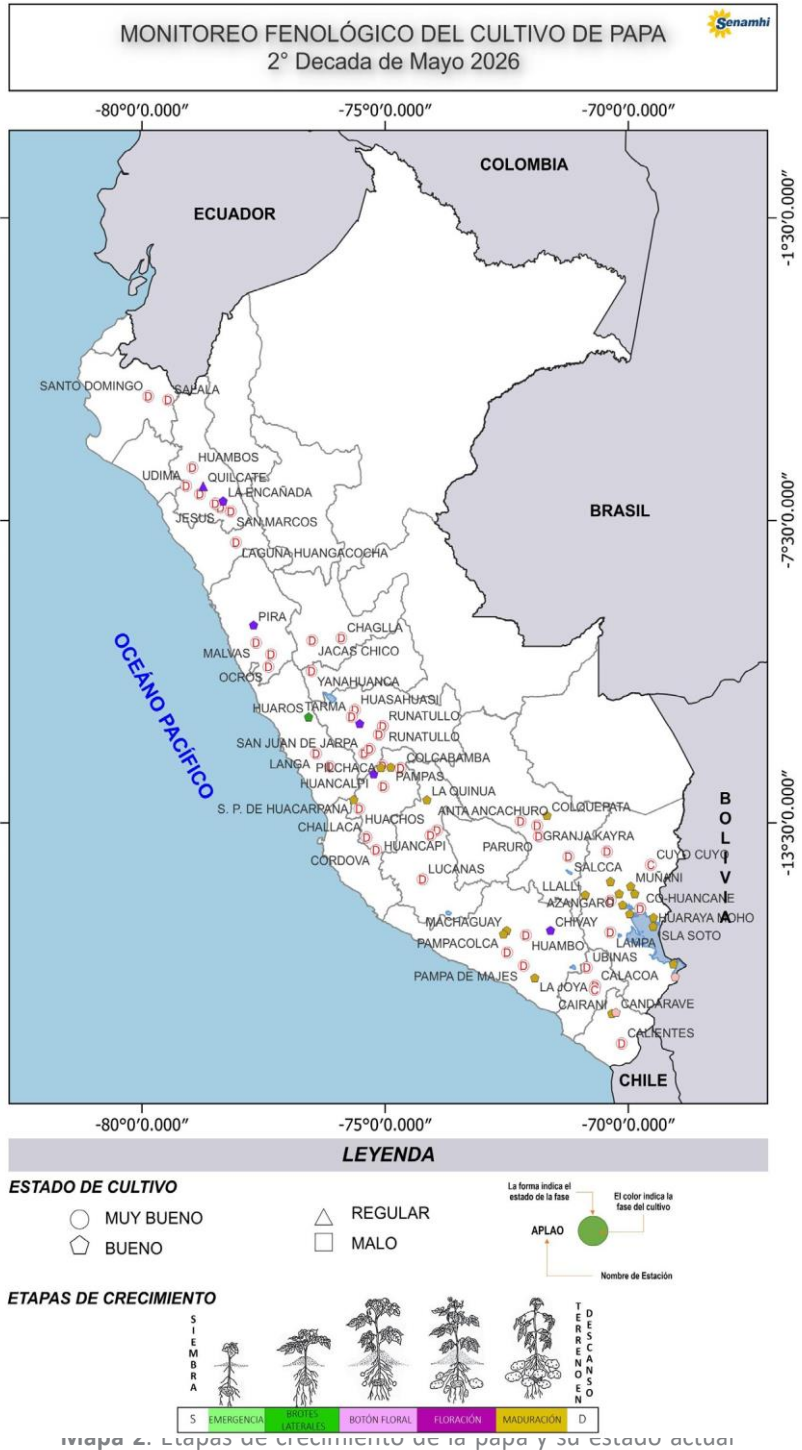 MONITOREO FENOLÓGICO DEL CULTIVO DE PAPA
2° Decada de Mayo 2026
Senamhi
-80°0'0.000"
-75°0'0.000"
-70°0'0.000"
COLOMBIA
ECUADOR
-1°30'0.000"
SANTO DOMINGO
SALALA
HUAMBOS
UDIMA
QUILCATE
LA ENCAÑADA
JESUS
SAN MARCOS
BRASIL
-7°30'0.000"
LAGUNA HUANGACOCHA
PIRA
CHAGLLA
MALVAS
JACAS CHICO
OCROS
YANAHUANCA
OCEÁNO PACÍFICO
HUASAHUASI
HUAROS
TARMA
RUNATULLO
SAN JUAN DE JARPA
RUNATULLO
LANGA
PILCHACA
COLCABAMBA
HUANCALPI
PAMPAS
LA QUINUA
S. P. DE HUACARPANA
HUACHOS
ANTA ANCACHURO
COLQUEPATA
-13°30'0.000"
CHALLACA
HUANCAPI
PARURO
GRANJA KAYRA
CORDOVA
LUCANAS
SALCCA
CUYO CUYO
BOLIVIA
LLALLI
MUÑANI
AZANGARO
CO-HUANCANE
MACHAGUAY
CHIVAY
HUARAYA MOHO
ISLA SOTO
PAMPACOLCA
HUAMBO
LAMPA
UBINAS
PAMPA DE MAJES
LA JOYA
CALACOA
CAIRANI
CANDARAVE
CALIENTES
CHILE
-80°0'0.000"
-75°0'0.000"
-70°0'0.000"
LEYENDA
ESTADO DE CULTIVO
MUY BUENO
REGULAR
BUENO
MALO
La forma indica el
estado de la fase
El color indica la
fase del cultivo
APLAO
Nombre de Estación
ETAPAS DE CRECIMIENTO
SIEMBRA
TERRENO EN
DESCANSO
S
EMERGENCIA
BROTES
LATERALES
BOTÓN FLORAL
FLORACIÓN
MADURACIÓN
D
Mapa 2. Etapas de crecimiento de la papa y su estado actual